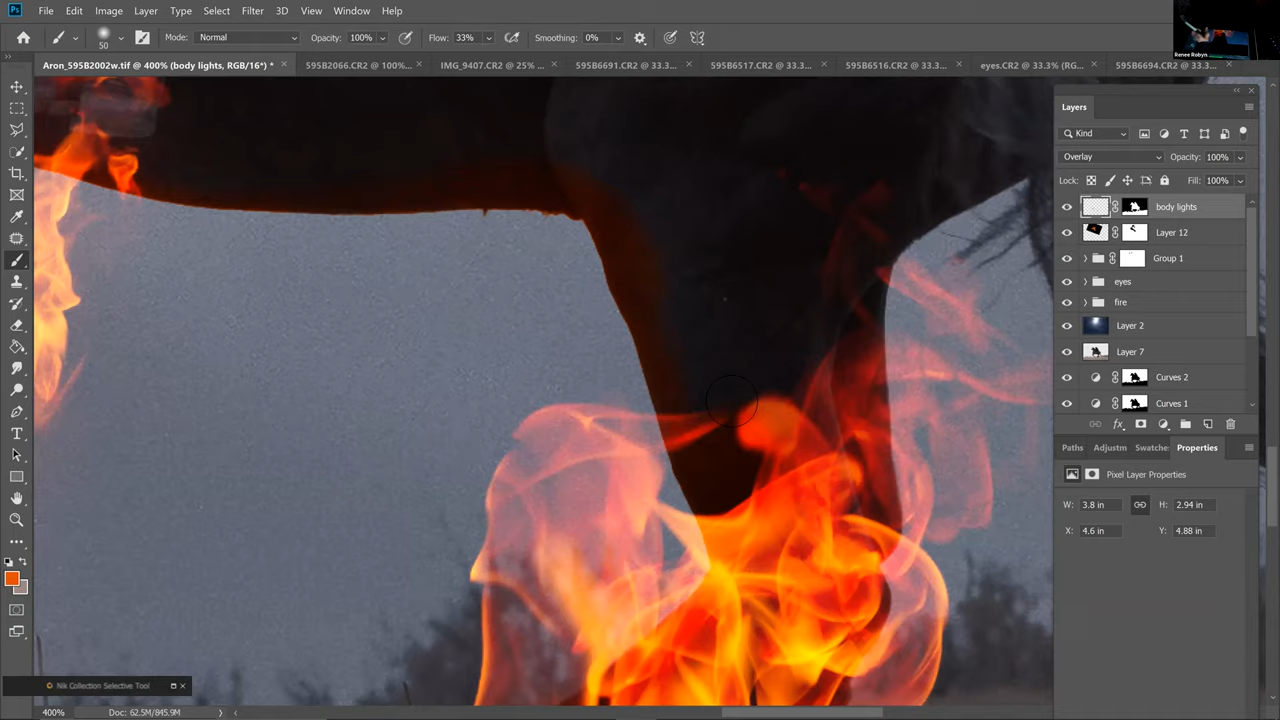 Ps File Edit Image Layer Type Select Filter 3D View Window Help
Renee Robyn
50 Mode: Normal Opacity: 100% Flow: 33% Smoothing: 0%
Aron_595B2002w.tif @ 400% (body lights, RGB/16*) * 595B2066.CR2 @ 100%... IMG_9407.CR2 @ 25% ... 595B6691.CR2 @ 33.3... 595B6517.CR2 @ 33.3... 595B6516.CR2 @ 33.3... eyes.CR2 @ 33.3% (RG... 595B6694.CR2 @ 33.3...
Layers
Kind
Overlay Opacity: 100%
Lock: Fill: 100%
body lights
Layer 12
Group 1
eyes
fire
Layer 2
Layer 7
Curves 2
Curves 1
fx
Paths Adjustm Swatche Properties
Pixel Layer Properties
W: 3.8 in H: 2.94 in
X: 4.6 in Y: 4.88 in
Nik Collection Selective Tool
400% Doc: 62.5M/845.9M